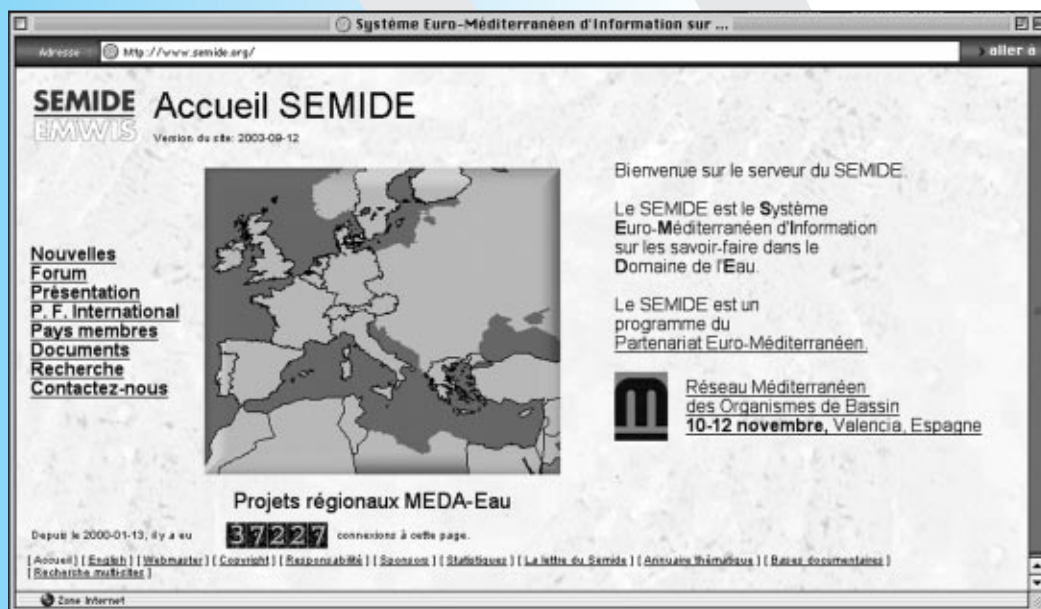 Système Euro-Méditerranéen d'Information sur ...
Adresse : http://www.semide.org/ aller à
SEMIDE
EMWIS
Accueil SEMIDE
Version du site: 2003-09-12
Nouvelles
Forum
Présentation
P. F. International
Pays membres
Documents
Recherche
Contactez-nous
Bienvenue sur le serveur du SEMIDE.
Le SEMIDE est le Système
Euro-Méditerranéen d'Information
sur les savoir-faire dans le
Domaine de l'Eau.
Le SEMIDE est un
programme du
Partenariat Euro-Méditerranéen.
Réseau Méditerranéen
des Organismes de Bassin
10-12 novembre, Valencia, Espagne
Projets régionaux MEDA-Eau
Depuis le 2000-01-13, il y a eu 37227 connexions à cette page.
[ Accueil ] [ English ] [ Webmaster ] [ Copyright ] [ Responsabilité ] [ Sponsors ] [ Statistiques ] [ La lettre du Semide ] [ Annuaire thématique ] [ Bases documentaires ]
[ Recherche multi-sites ]
Zone Internet